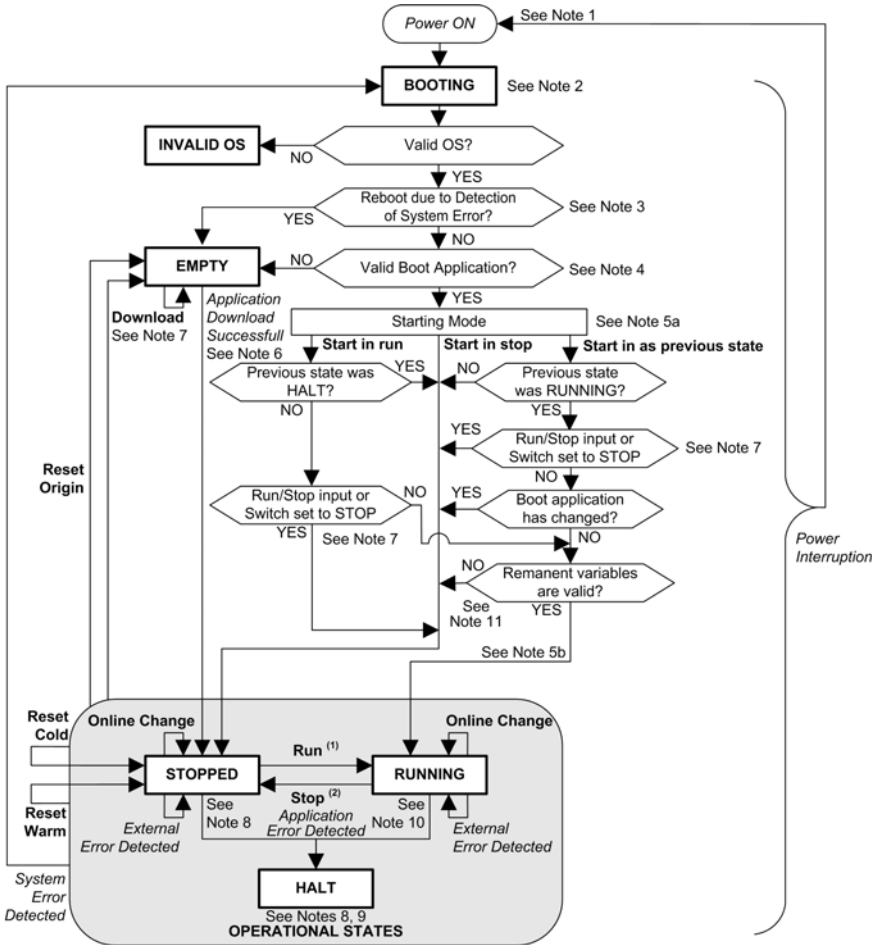 Power ON
See Note 1
BOOTING
See Note 2
INVALID OS
NO
Valid OS?
YES
Reboot due to Detection
of System Error?
See Note 3
YES
NO
EMPTY
NO
Valid Boot Application?
See Note 4
YES
Download
See Note 7
Application
Download
Successfull
See Note 6
Starting Mode
See Note 5a
Start in run
Start in stop
Start in as previous state
Previous state was
HALT?
YES
NO
Previous state
was RUNNING?
NO
YES
YES
Run/Stop input or
Switch set to STOP
See Note 7
NO
Reset
Origin
Run/Stop input or
Switch set to STOP
NO
YES
See Note 7
YES
Boot application
has changed?
NO
Power
Interruption
NO
Remanent variables
are valid?
YES
See
Note 11
See Note 5b
Reset
Cold
Online Change
Online Change
Run (1)
STOPPED
RUNNING
Stop (2)
Reset
Warm
External
Error Detected
See
Note 8
Application
Error Detected
See
Note 10
External
Error Detected
System
Error
Detected
HALT
See Notes 8, 9
OPERATIONAL STATES